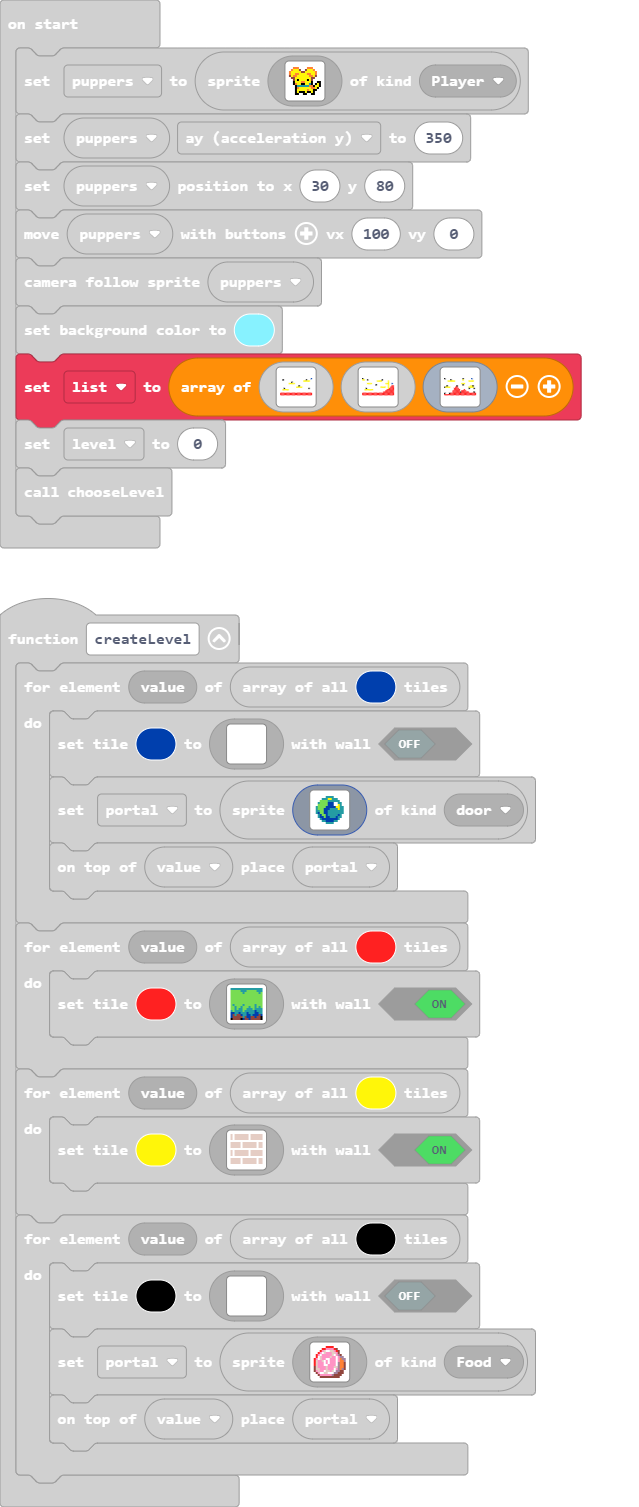 on start
set puppers to sprite of kind Player
set puppers ay (acceleration y) to 350
set puppers position to x 30 y 80
move puppers with buttons vx 100 vy 0
camera follow sprite puppers
set background color to
set list to array of
set level to 0
call chooseLevel
function createLevel
for element value of array of all tiles
do
set tile to with wall OFF
set portal to sprite of kind door
on top of value place portal
for element value of array of all tiles
do
set tile to with wall ON
for element value of array of all tiles
do
set tile to with wall ON
for element value of array of all tiles
do
set tile to with wall OFF
set portal to sprite of kind Food
on top of value place portal